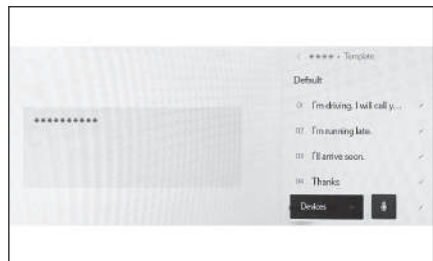 **** - Template
Default
**********
01 I'm driving. I will call y...
02 I'm running late.
03 I'll arrive soon.
04 Thanks
Devices